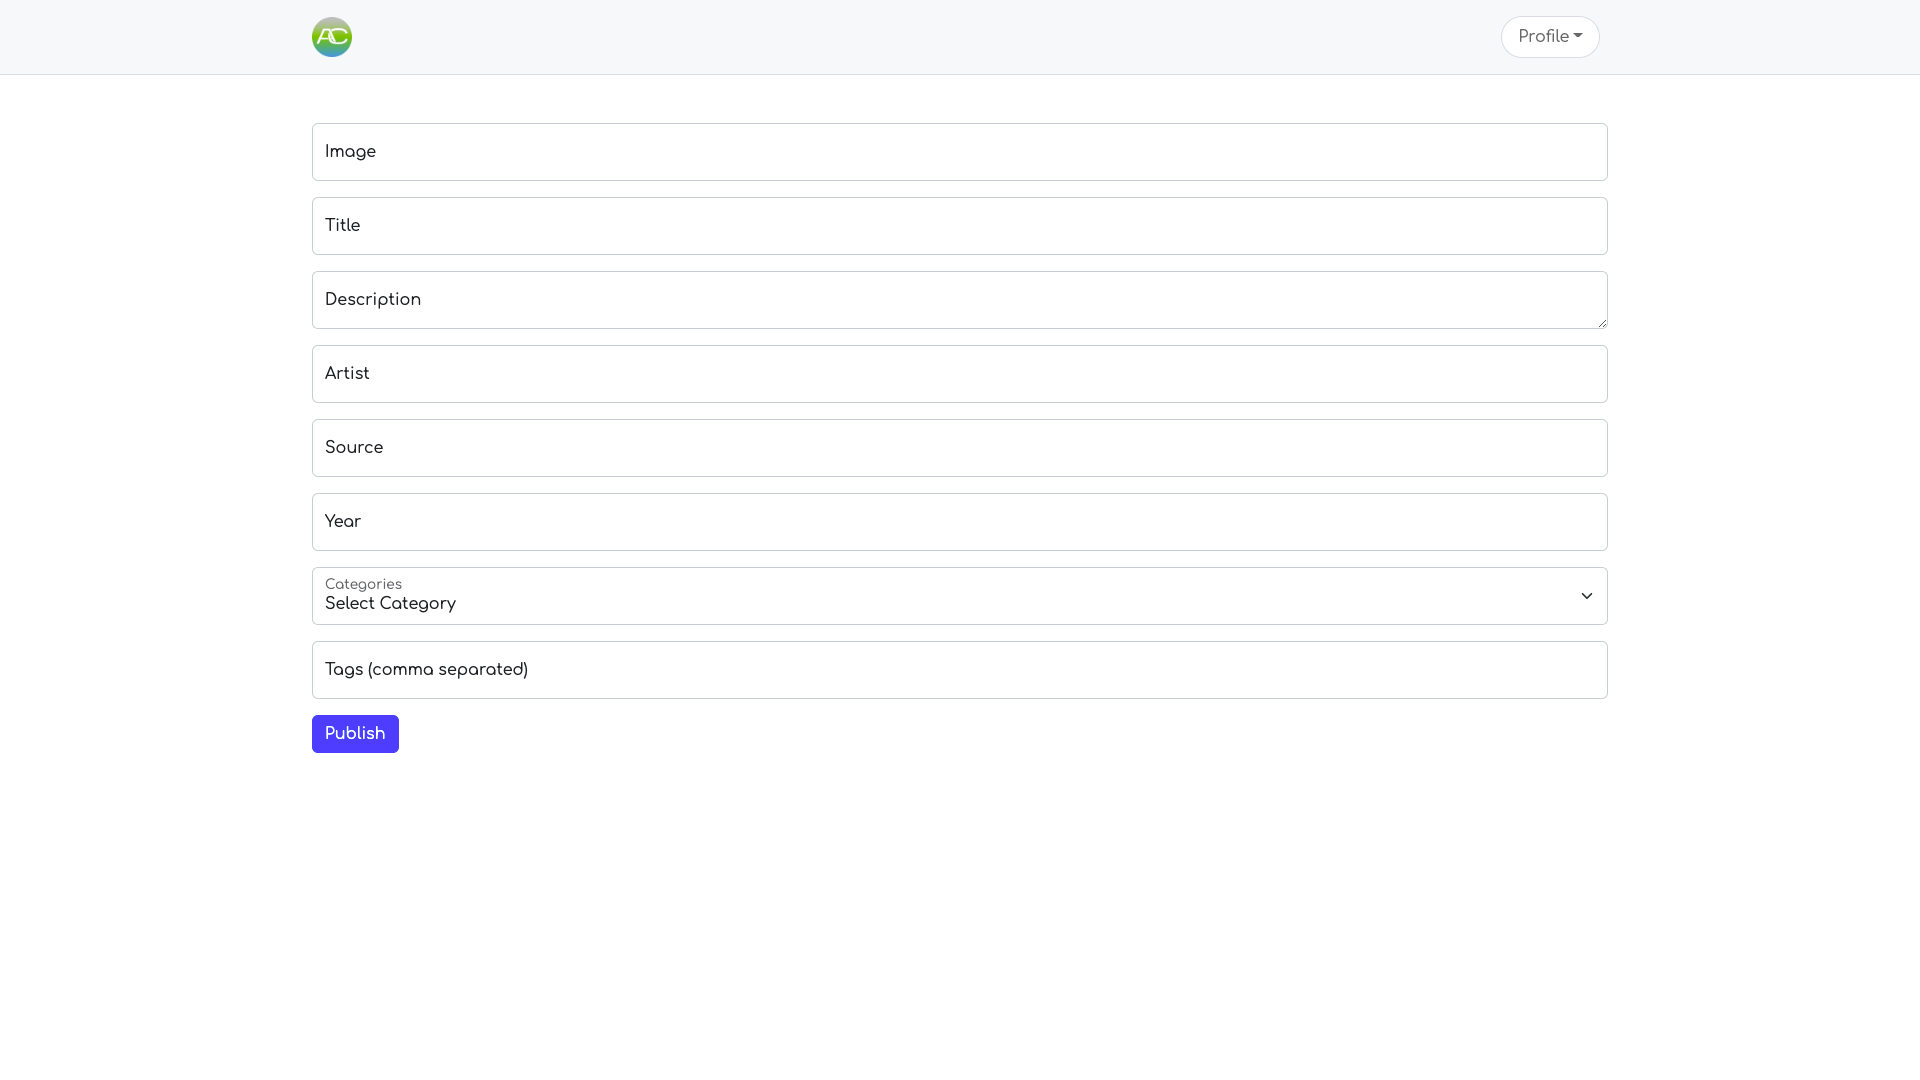 AC
Profile
Image
Title
Description
Artist
Source
Year
Categories
Select Category
Tags (comma separated)
Publish